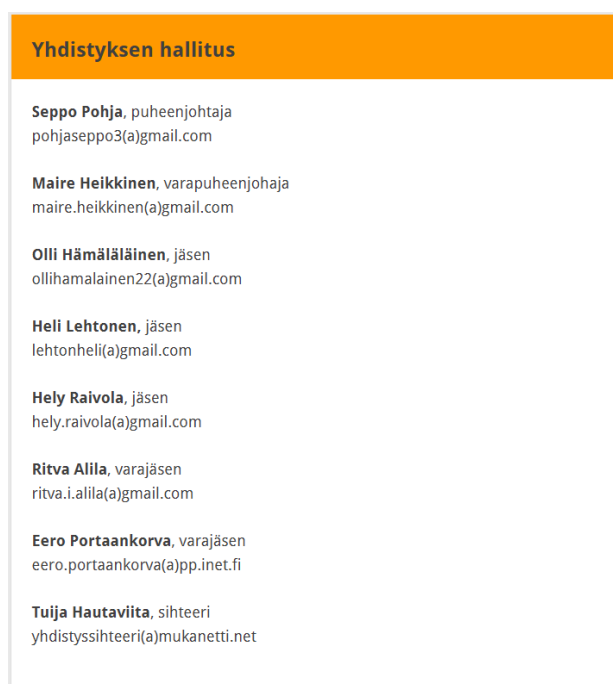 Yhdistyksen hallitus
Seppo Pohja, puheenjohtaja
pohjaseppo3(a)gmail.com
Maire Heikkinen, varapuheenjohaja
maire.heikkinen(a)gmail.com
Olli Hämäläläinen, jäsen
ollihamalainen22(a)gmail.com
Heli Lehtonen, jäsen
lehtonheli(a)gmail.com
Hely Raivola, jäsen
hely.raivola(a)gmail.com
Ritva Alila, varajäsen
ritva.i.alila(a)gmail.com
Eero Portaankorva, varajäsen
eero.portaankorva(a)pp.inet.fi
Tuija Hautaviita, sihteeri
yhdistyssihteeri(a)mukanetti.net